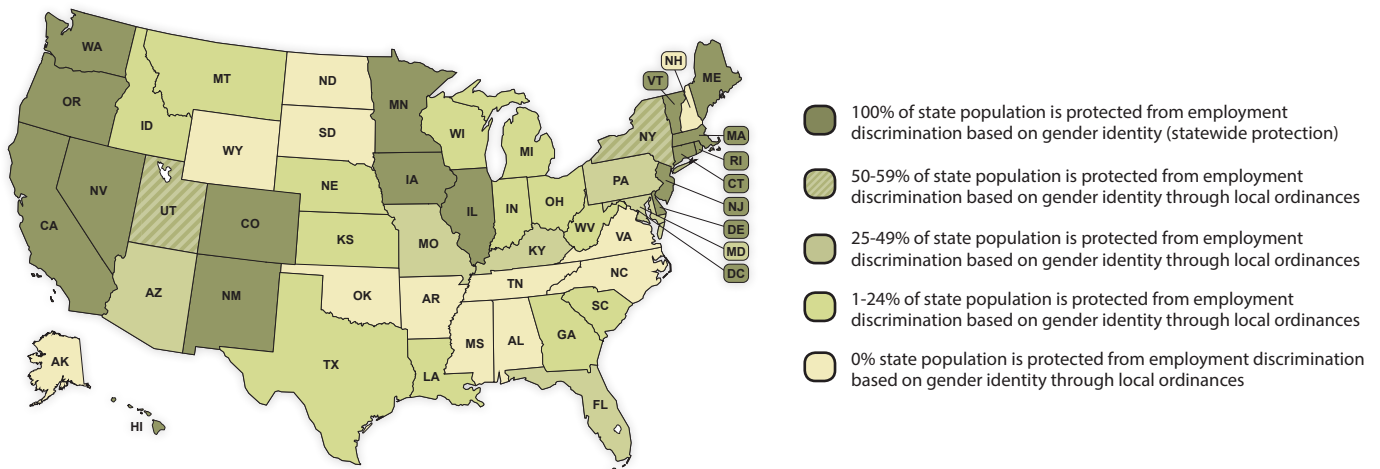 WA
OR
CA
NV
ID
MT
WY
UT
AZ
CO
NM
ND
SD
NE
KS
OK
TX
MN
IA
MO
AR
LA
WI
IL
MI
IN
OH
KY
TN
MS
AL
GA
FL
SC
NC
VA
WV
PA
NY
VT
NH
ME
MA
RI
CT
NJ
DE
MD
DC
AK
HI
100% of state population is protected from employment
discrimination based on gender identity (statewide protection)
50-59% of state population is protected from employment
discrimination based on gender identity through local ordinances
25-49% of state population is protected from employment
discrimination based on gender identity through local ordinances
1-24% of state population is protected from employment
discrimination based on gender identity through local ordinances
0% state population is protected from employment discrimination
based on gender identity through local ordinances